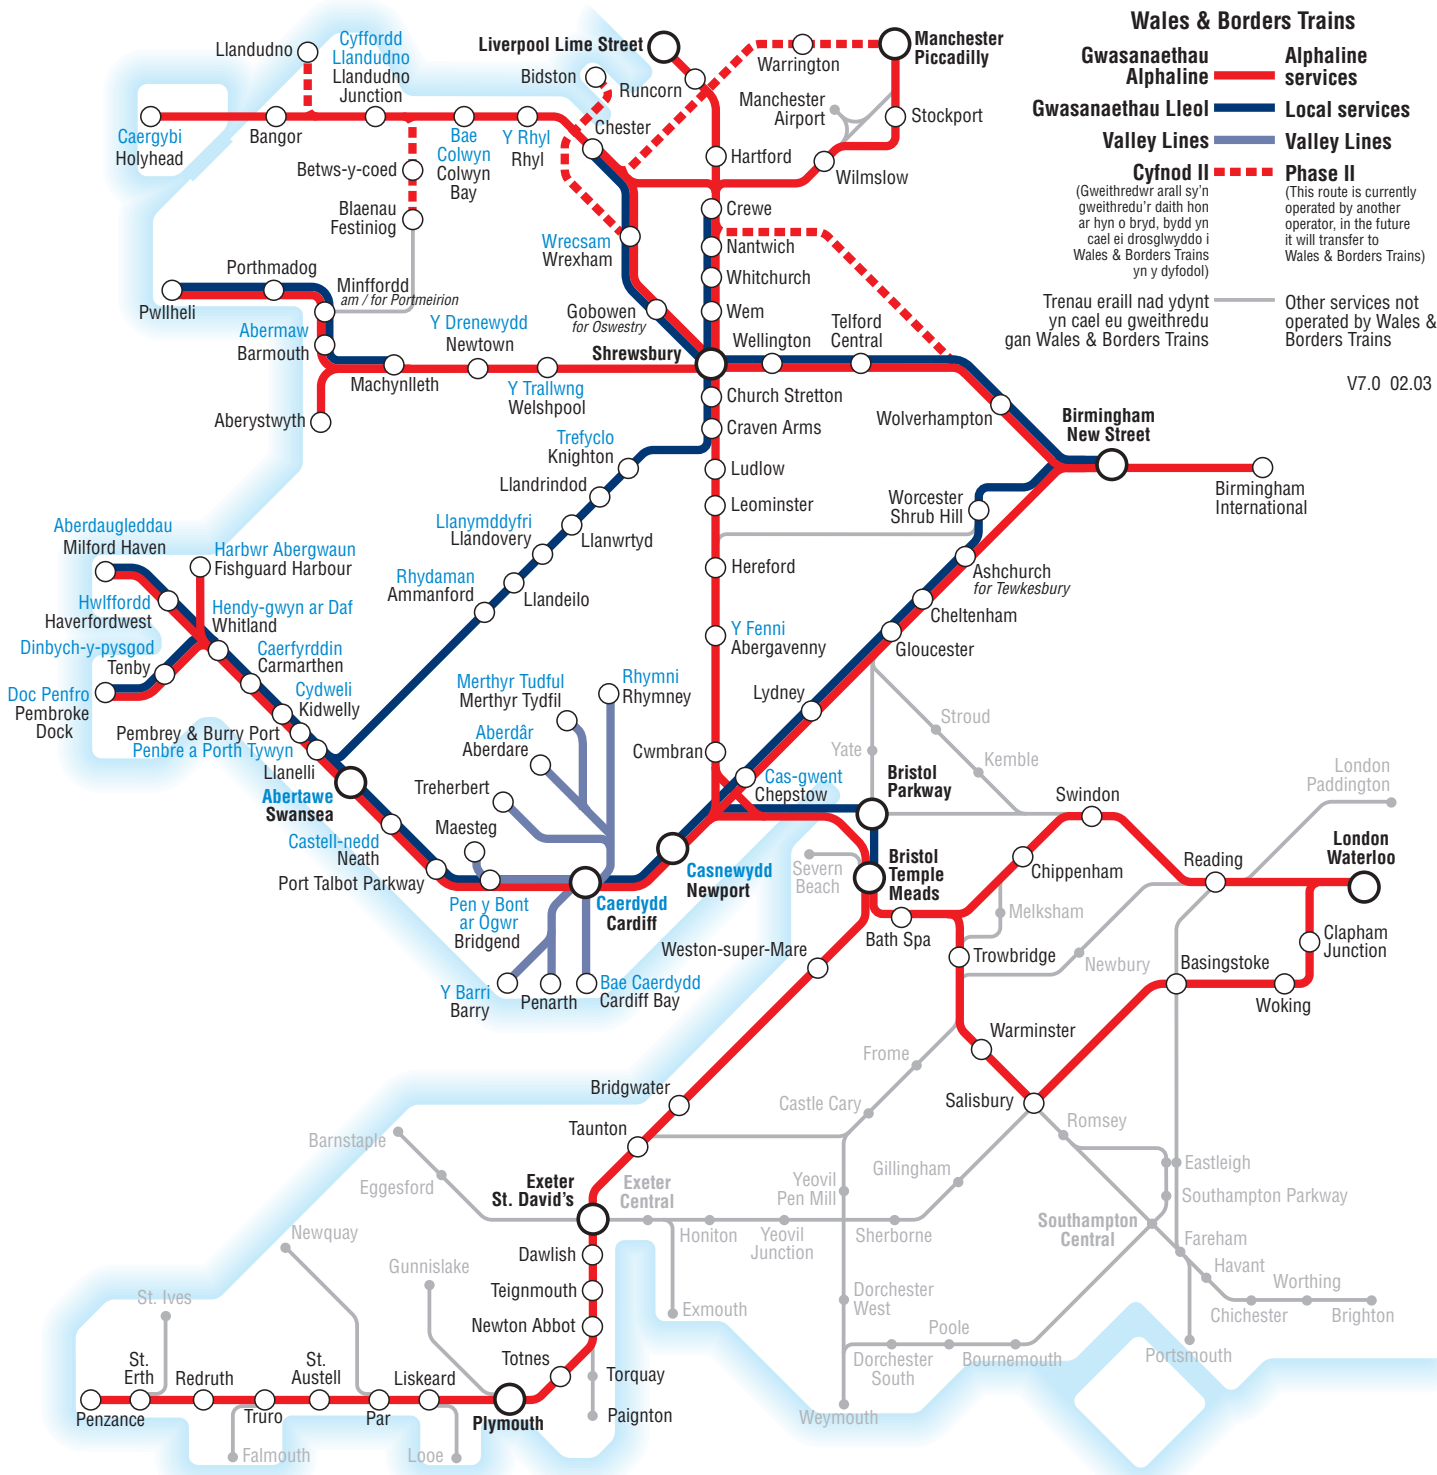 Wales & Borders Trains
Gwasanaethau
Alphaline
Alphaline
services
Gwasanaethau Lleol
Local services
Valley Lines
Valley Lines
Cyfnod II
Phase II
(Gweithredwr arall sy'n
gweithredu'r daith hon
ar hyn o bryd, bydd yn
cael ei drosglwyddo i
Wales & Borders Trains
yn y dyfodol)
(This route is currently
operated by another
operator, in the future
it will transfer to
Wales & Borders Trains)
Trenau eraill nad ydynt
yn cael eu gweithredu
gan Wales & Borders Trains
Other services not
operated by Wales &
Borders Trains
V7.0 02.03
Llandudno
Cyffordd
Llandudno
Llandudno
Junction
Liverpool Lime Street
Bidston
Runcorn
Warrington
Manchester
Piccadilly
Manchester
Airport
Stockport
Caergybi
Holyhead
Bangor
Bae
Colwyn
Colwyn
Bay
Y Rhyl
Rhyl
Chester
Hartford
Wilmslow
Betws-y-coed
Blaenau
Festiniog
Crewe
Nantwich
Whitchurch
Wem
Wrecsam
Wrexham
Porthmadog
Pwllheli
Minffordd
am / for Portmeirion
Gobowen
for Oswestry
Abermaw
Barmouth
Y Drenewydd
Newtown
Shrewsbury
Wellington
Telford
Central
Machynlleth
Y Trallwng
Welshpool
Church Stretton
Wolverhampton
Birmingham
New Street
Aberystwyth
Craven Arms
Trefyclo
Knighton
Ludlow
Llandrindod
Leominster
Worcester
Shrub Hill
Birmingham
International
Aberdaugleddau
Milford Haven
Harbwr Abergwaun
Fishguard Harbour
Llanymddyfri
Llandovery
Llanwrtyd
Hereford
Ashchurch
for Tewkesbury
Rhydaman
Ammanford
Llandeilo
Hwlffordd
Haverfordwest
Hendy-gwyn ar Daf
Whitland
Cheltenham
Y Fenni
Abergavenny
Gloucester
Dinbych-y-pysgod
Tenby
Caerfyrddin
Carmarthen
Doc Penfro
Pembroke
Dock
Cydweli
Kidwelly
Merthyr Tudful
Merthyr Tydfil
Rhymni
Rhymney
Lydney
Pembrey & Burry Port
Penbre a Porth Tywyn
Aberdâr
Aberdare
Cwmbran
Yate
Stroud
Kemble
Llanelli
Treherbert
Cas-gwent
Chepstow
Bristol
Parkway
London
Paddington
Abertawe
Swansea
Swindon
Maesteg
Castell-nedd
Neath
Port Talbot Parkway
Casnewydd
Newport
Severn
Beach
Bristol
Temple
Meads
Chippenham
Reading
London
Waterloo
Pen y Bont
ar Ogwr
Bridgend
Caerdydd
Cardiff
Melksham
Bath Spa
Clapham
Junction
Weston-super-Mare
Trowbridge
Newbury
Basingstoke
Woking
Y Barri
Barry
Penarth
Bae Caerdydd
Cardiff Bay
Warminster
Frome
Bridgwater
Castle Cary
Salisbury
Romsey
Taunton
Barnstaple
Eggesford
Exeter
St. David's
Exeter
Central
Yeovil
Pen Mill
Gillingham
Eastleigh
Southampton Parkway
Southampton
Central
Newquay
Honiton
Yeovil
Junction
Sherborne
Fareham
Dawlish
Gunnislake
Havant
Worthing
Teignmouth
St. Ives
Exmouth
Dorchester
West
Chichester
Brighton
Newton Abbot
Poole
Portsmouth
Totnes
Torquay
Dorchester
South
Bournemouth
St.
Erth
Redruth
St.
Austell
Liskeard
Penzance
Truro
Par
Plymouth
Paignton
Weymouth
Falmouth
Looe